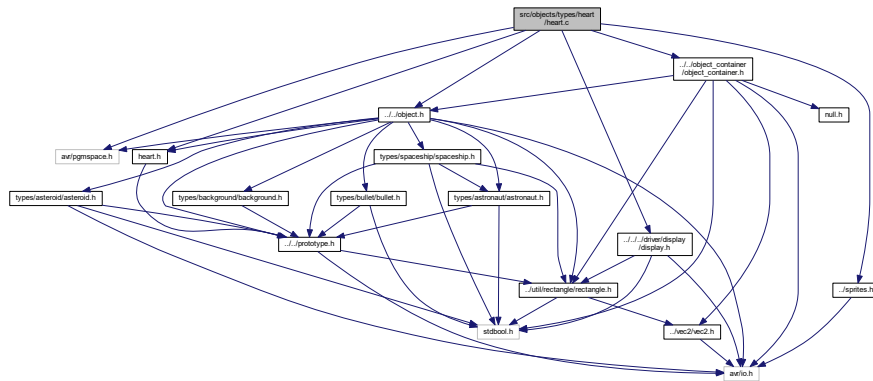 src/objects/types/heart
/heart.c
../../object_container
/object_container.h
../../object.h
null.h
avr/pgmspace.h
heart.h
types/spaceship/spaceship.h
types/asteroid/asteroid.h
types/background/background.h
types/bullet/bullet.h
types/astronaut/astronaut.h
../../prototype.h
../../../driver/display
/display.h
../util/rectangle/rectangle.h
../sprites.h
stdbool.h
../vec2/vec2.h
avr/io.h